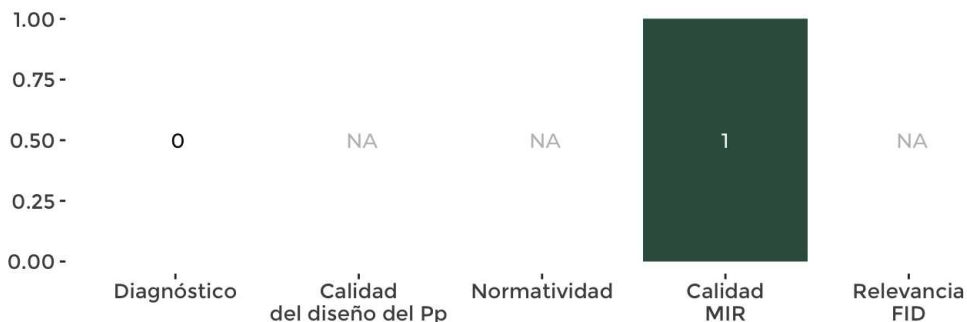 1.00
0.75
0.50
0.25
0.00
0 NA NA 1 NA
Diagnóstico Calidad Normatividad Calidad Relevancia
del diseño del Pp MIR FID